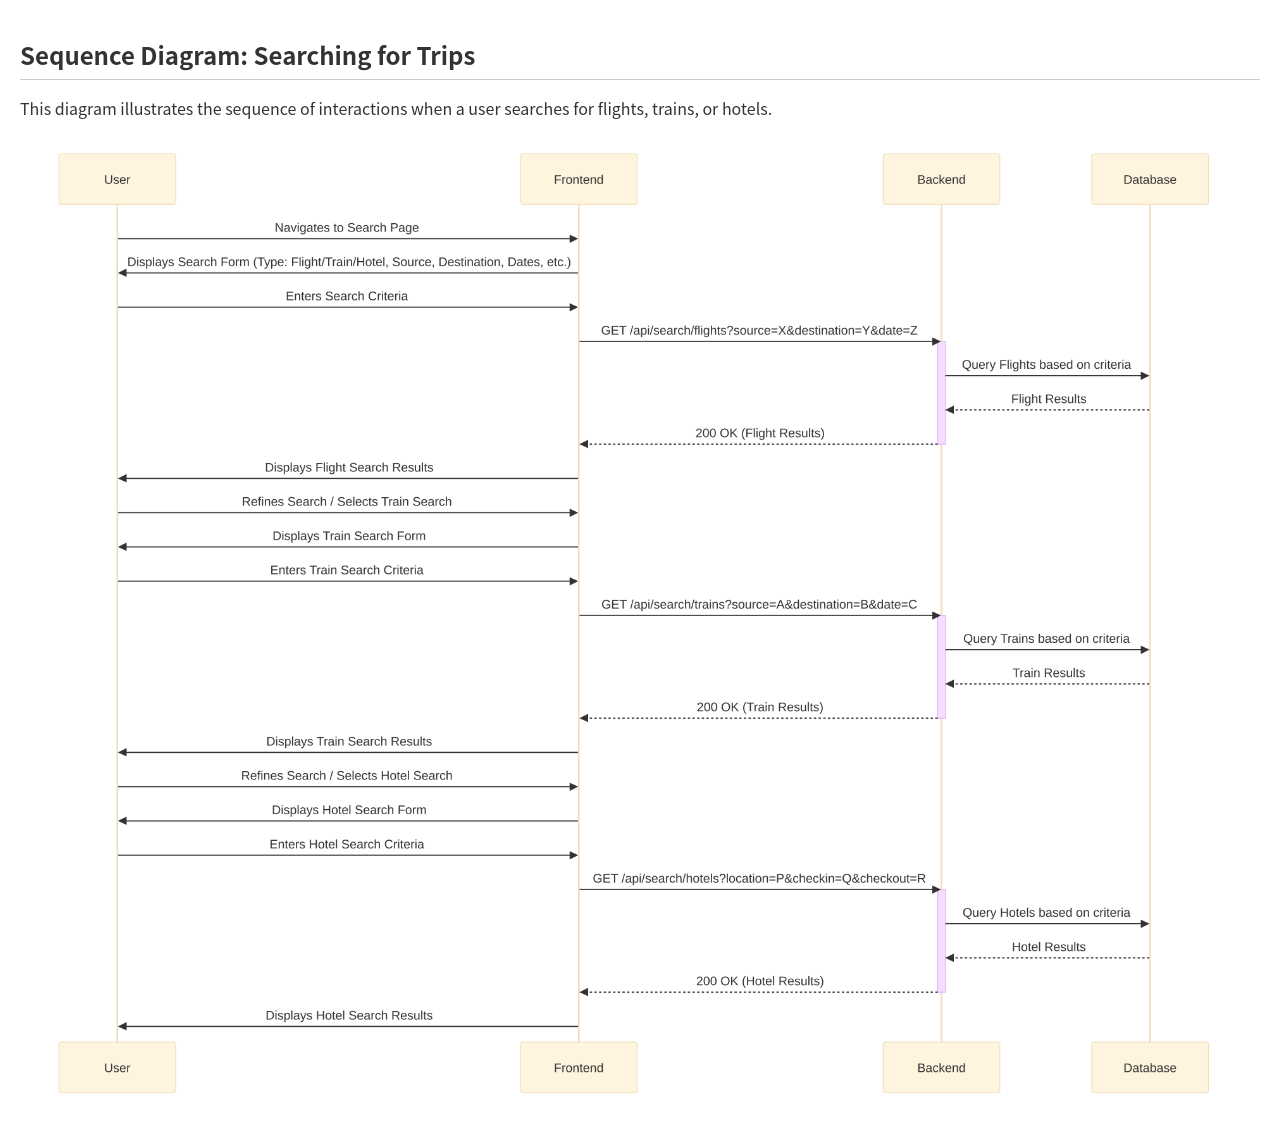 Sequence Diagram: Searching for Trips
This diagram illustrates the sequence of interactions when a user searches for flights, trains, or hotels.
User
Frontend
Backend
Database
Navigates to Search Page
Displays Search Form (Type: Flight/Train/Hotel, Source, Destination, Dates, etc.)
Enters Search Criteria
GET /api/search/flights?source=X&destination=Y&date=Z
Query Flights based on criteria
Flight Results
200 OK (Flight Results)
Displays Flight Search Results
Refines Search / Selects Train Search
Displays Train Search Form
Enters Train Search Criteria
GET /api/search/trains?source=A&destination=B&date=C
Query Trains based on criteria
Train Results
200 OK (Train Results)
Displays Train Search Results
Refines Search / Selects Hotel Search
Displays Hotel Search Form
Enters Hotel Search Criteria
GET /api/search/hotels?location=P&checkin=Q&checkout=R
Query Hotels based on criteria
Hotel Results
200 OK (Hotel Results)
Displays Hotel Search Results
User
Frontend
Backend
Database